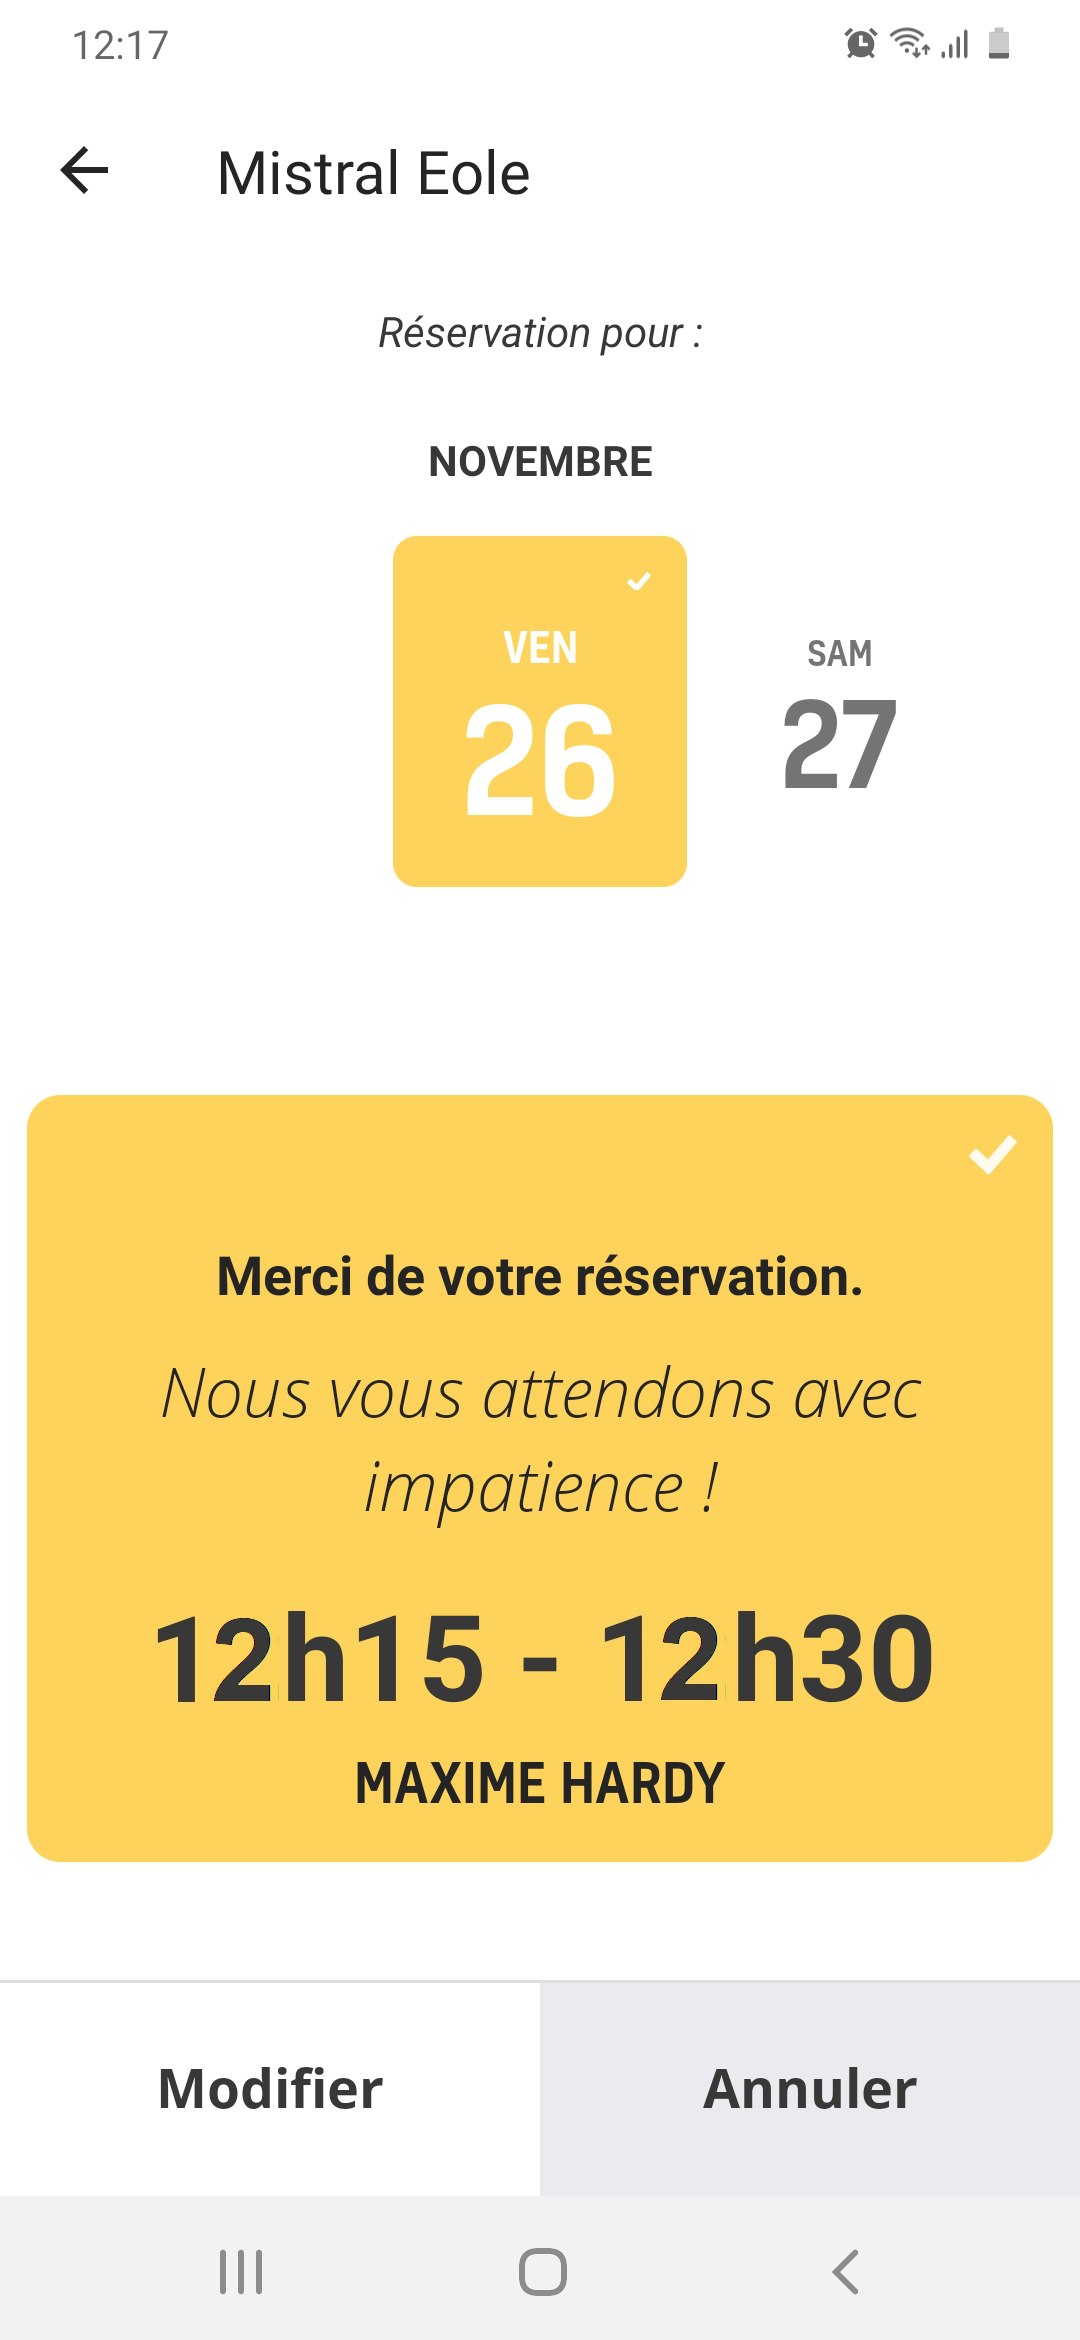 12:17
Mistral Eole
Réservation pour :
NOVEMBRE
VEN
26
SAM
27
Merci de votre réservation.
Nous vous attendons avec
impatience !
12h15 - 12h30
MAXIME HARDY
Modifier
Annuler